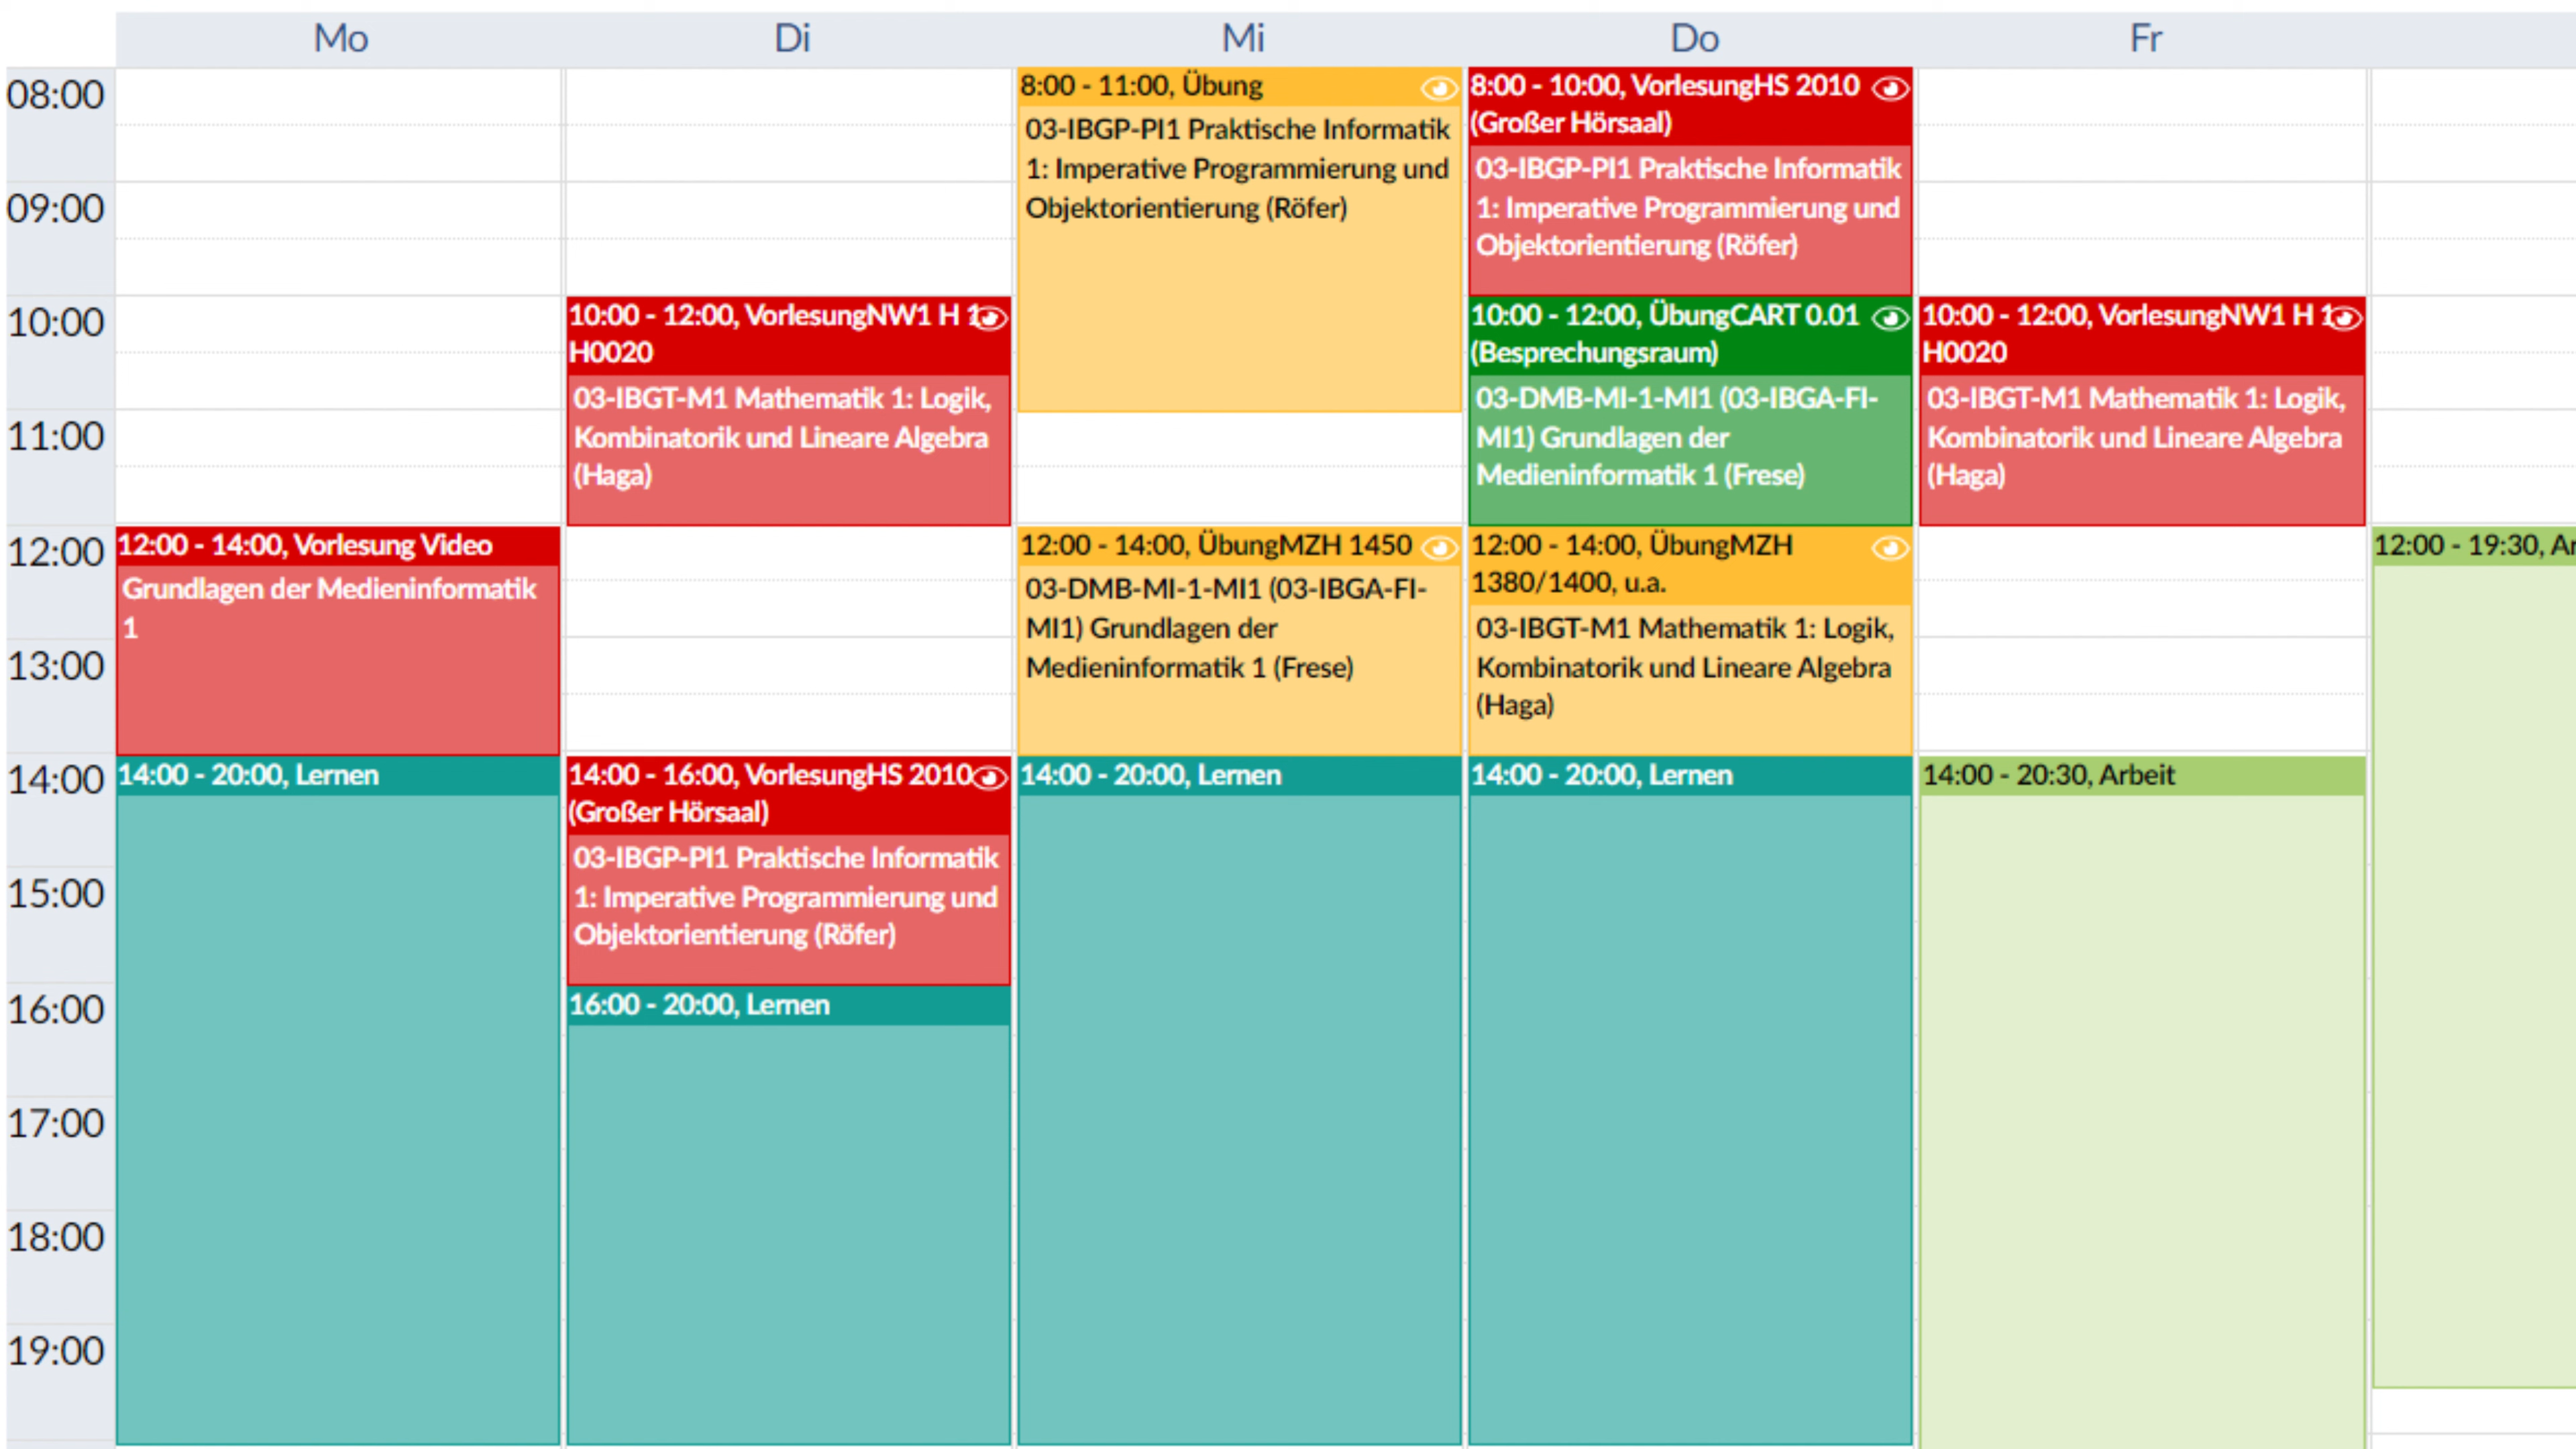 Mo
Di
Mi
Do
Fr
08:00
09:00
10:00
11:00
12:00
13:00
14:00
15:00
16:00
17:00
18:00
19:00
12:00 - 14:00, Vorlesung Video
Grundlagen der Medieninformatik
1
14:00 - 20:00, Lernen
10:00 - 12:00, VorlesungNW1 H 1
H0020
03-IBGT-M1 Mathematik 1: Logik,
Kombinatorik und Lineare Algebra
(Haga)
14:00 - 16:00, VorlesungHS 2010
(Großer Hörsaal)
03-IBGP-PI1 Praktische Informatik
1: Imperative Programmierung und
Objektorientierung (Röfer)
16:00 - 20:00, Lernen
8:00 - 11:00, Übung
03-IBGP-PI1 Praktische Informatik
1: Imperative Programmierung und
Objektorientierung (Röfer)
12:00 - 14:00, ÜbungMZH 1450
03-DMB-MI-1-MI1 (03-IBGA-FI-
MI1) Grundlagen der
Medieninformatik 1 (Frese)
14:00 - 20:00, Lernen
8:00 - 10:00, VorlesungHS 2010
(Großer Hörsaal)
03-IBGP-PI1 Praktische Informatik
1: Imperative Programmierung und
Objektorientierung (Röfer)
10:00 - 12:00, ÜbungCART 0.01
(Besprechungsraum)
03-DMB-MI-1-MI1 (03-IBGA-FI-
MI1) Grundlagen der
Medieninformatik 1 (Frese)
12:00 - 14:00, ÜbungMZH
1380/1400, u.a.
03-IBGT-M1 Mathematik 1: Logik,
Kombinatorik und Lineare Algebra
(Haga)
14:00 - 20:00, Lernen
10:00 - 12:00, VorlesungNW1 H 1
H0020
03-IBGT-M1 Mathematik 1: Logik,
Kombinatorik und Lineare Algebra
(Haga)
14:00 - 20:30, Arbeit
12:00 - 19:30,